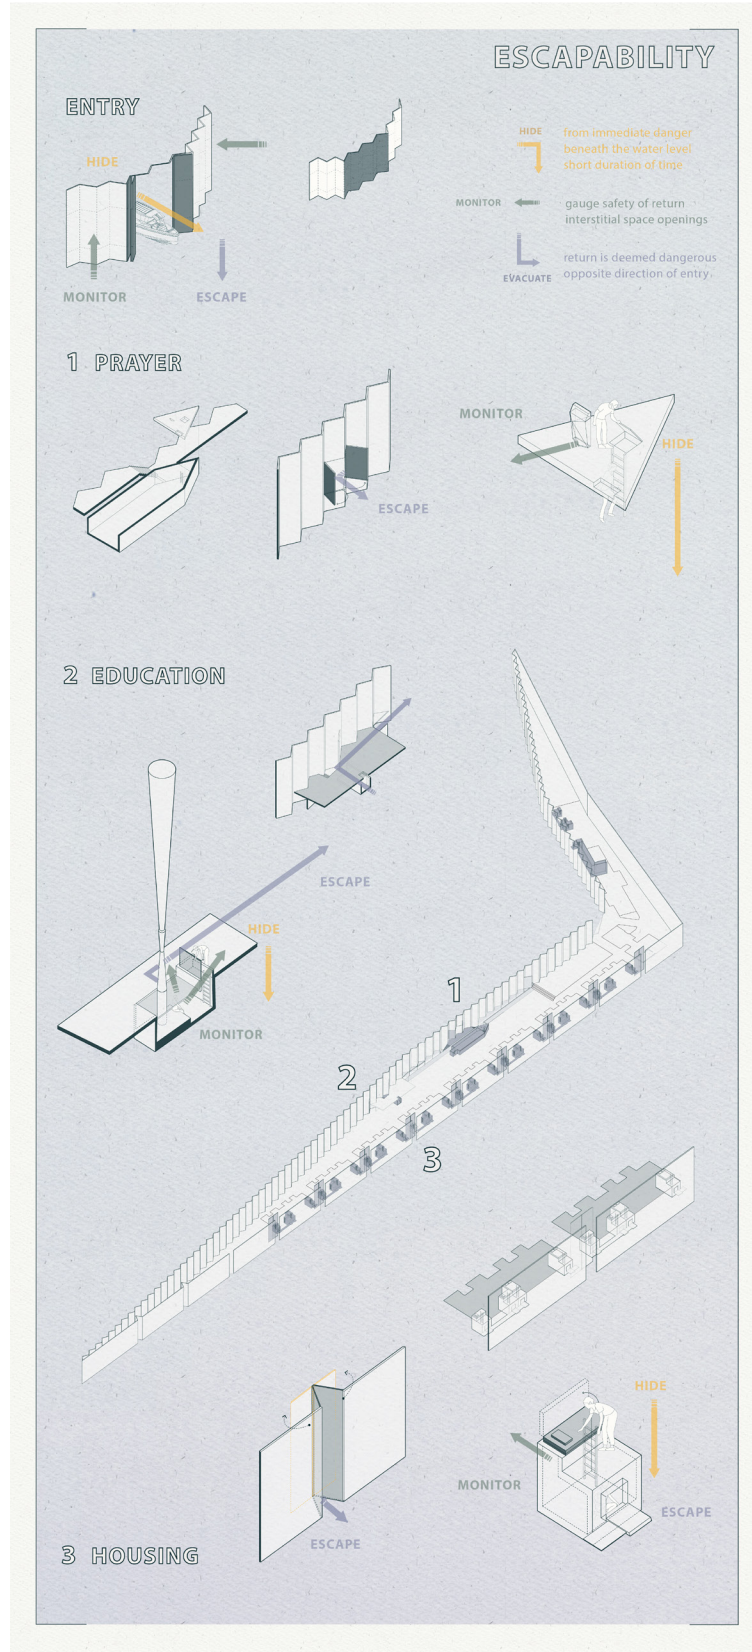 ESCAPABILITY
ENTRY
HIDE
MONITOR
ESCAPE
HIDE
from immediate danger
beneath the water level
short duration of time
MONITOR
gauge safety of return
interstitial space openings
EVACUATE
return is deemed dangerous
opposite direction of entry.
1 PRAYER
ESCAPE
MONITOR
HIDE
2 EDUCATION
ESCAPE
HIDE
MONITOR
1
2
3
ESCAPE
HIDE
MONITOR
ESCAPE
3 HOUSING